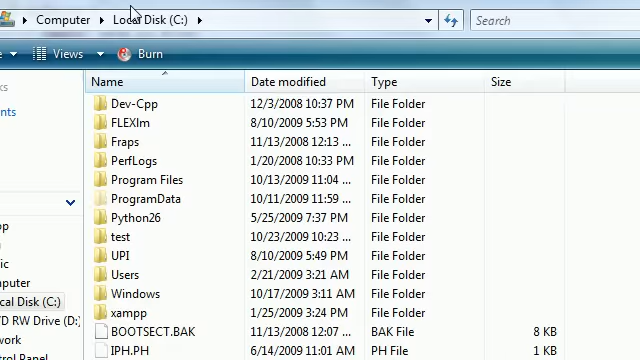 Computer Local Disk (C:) Search
Views Burn
Name Date modified Type Size
Dev-Cpp 12/3/2008 10:37 PM File Folder
FLEXlm 8/10/2009 5:53 PM File Folder
Fraps 11/13/2008 12:13 ... File Folder
PerfLogs 1/20/2008 10:33 PM File Folder
Program Files 10/13/2009 11:04 ... File Folder
ProgramData 10/11/2009 11:59 ... File Folder
Python26 5/25/2009 7:37 PM File Folder
test 10/23/2009 10:23 ... File Folder
UPI 8/10/2009 5:49 PM File Folder
Users 2/21/2009 3:21 AM File Folder
Windows 10/17/2009 3:11 AM File Folder
xampp 1/25/2009 3:24 PM File Folder
BOOTSECT.BAK 11/13/2008 12:07 ... BAK File 8 KB
IPH.PH 6/14/2009 11:01 AM PH File 1 KB
ks
nts
op
ic
mputer
cal Disk (C:)
D RW Drive (D:)
work
ntrol Panel